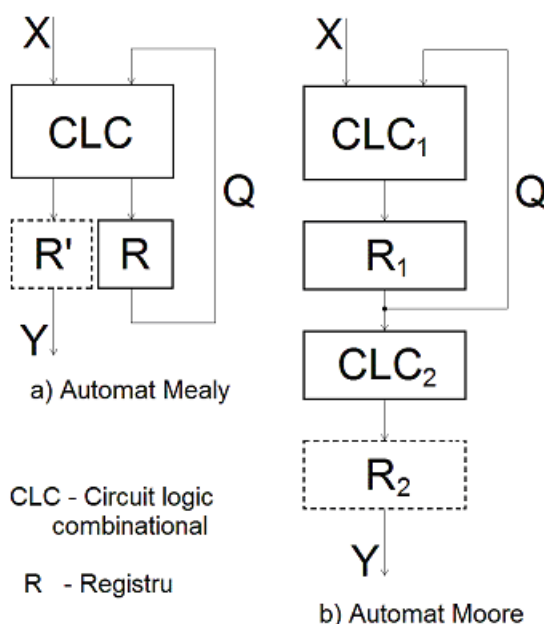 X
CLC
Q
R'
R
Y
a) Automat Mealy
CLC - Circuit logic
combinational
R - Registru
X
CLC₁
Q
R₁
CLC₂
R₂
Y
b) Automat Moore